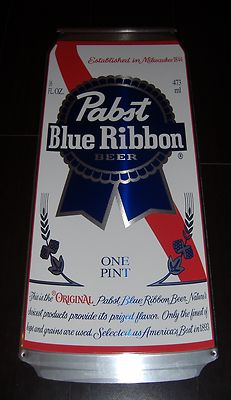 Established in Milwaukee 1844
16 473
FL.OZ. ml
Pabst
Blue Ribbon
BEER ®
ONE
PINT
This is the ORIGINAL Pabst Blue Ribbon Beer. Nature's
choicest products provide its prized flavor. Only the finest of
hops and grains are used. Selected as America's Best in 1893.